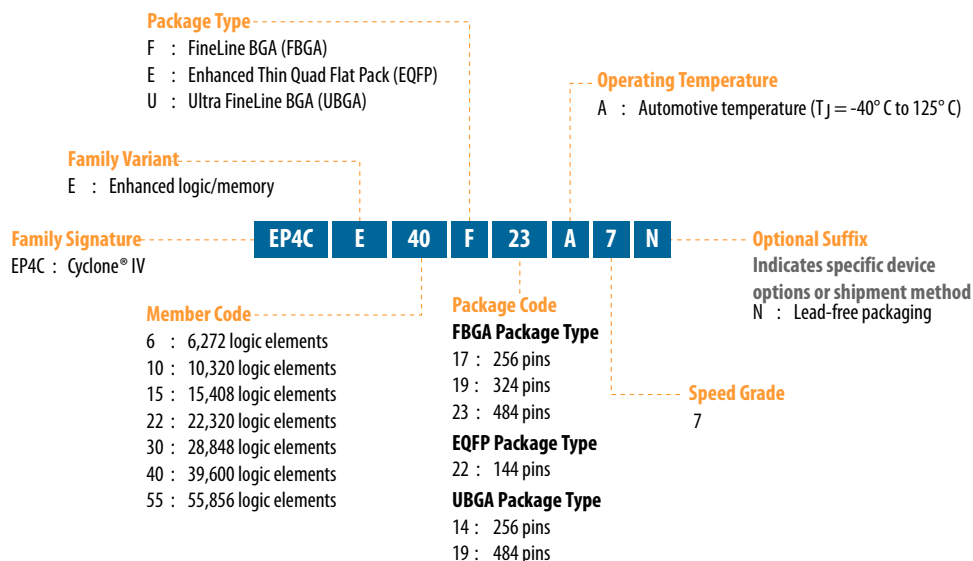 Package Type
F : FineLine BGA (FBGA)
E : Enhanced Thin Quad Flat Pack (EQFP)
U : Ultra FineLine BGA (UBGA)
Operating Temperature
A : Automotive temperature (TJ = -40° C to 125° C)
Family Variant
E : Enhanced logic/memory
Family Signature
EP4C : Cyclone® IV
EP4C E 40 F 23 A 7 N
Optional Suffix
Indicates specific device
options or shipment method
N : Lead-free packaging
Member Code
6 : 6,272 logic elements
10 : 10,320 logic elements
15 : 15,408 logic elements
22 : 22,320 logic elements
30 : 28,848 logic elements
40 : 39,600 logic elements
55 : 55,856 logic elements
Package Code
FBGA Package Type
17 : 256 pins
19 : 324 pins
23 : 484 pins
EQFP Package Type
22 : 144 pins
UBGA Package Type
14 : 256 pins
19 : 484 pins
Speed Grade
7